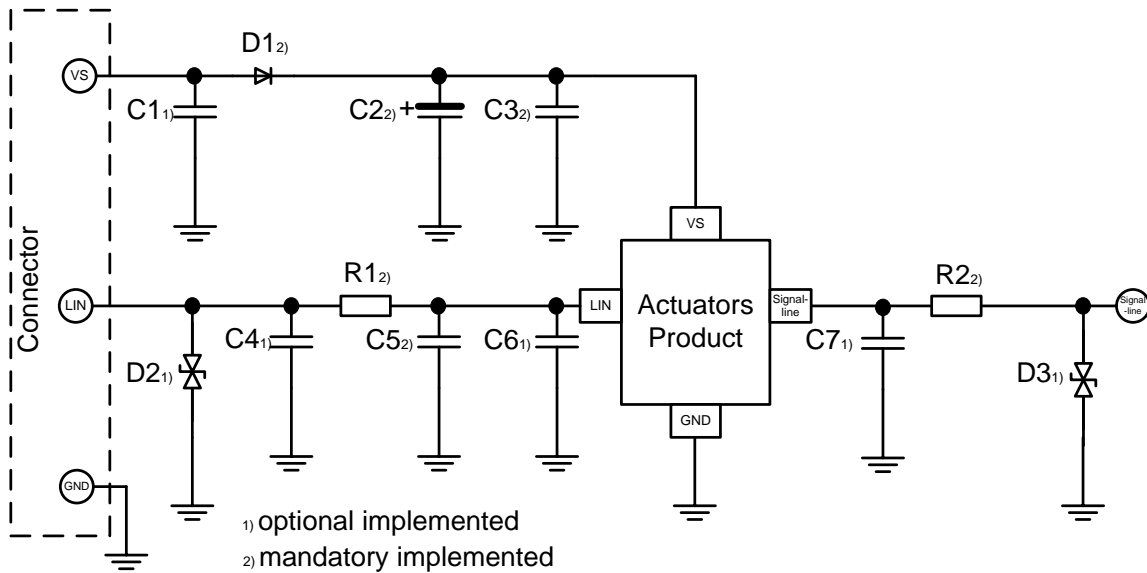 D1 2)
VS
C1 1)
C2 2) +
C3 2)
VS
Connector
LIN
R1 2)
LIN
Actuators
Product
Signal-
line
R2 2)
Signal
-line
C4 1)
C5 2)
C6 1)
C7 1)
D2 1)
D3 1)
GND
GND
1) optional implemented
2) mandatory implemented